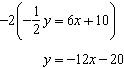 −2(−1/2 y = 6x + 10)
y = −12x − 20